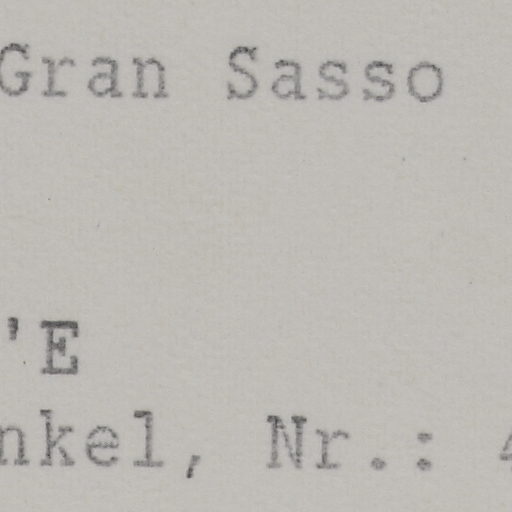 Gran Sasso
'E
nkel, Nr.: 4